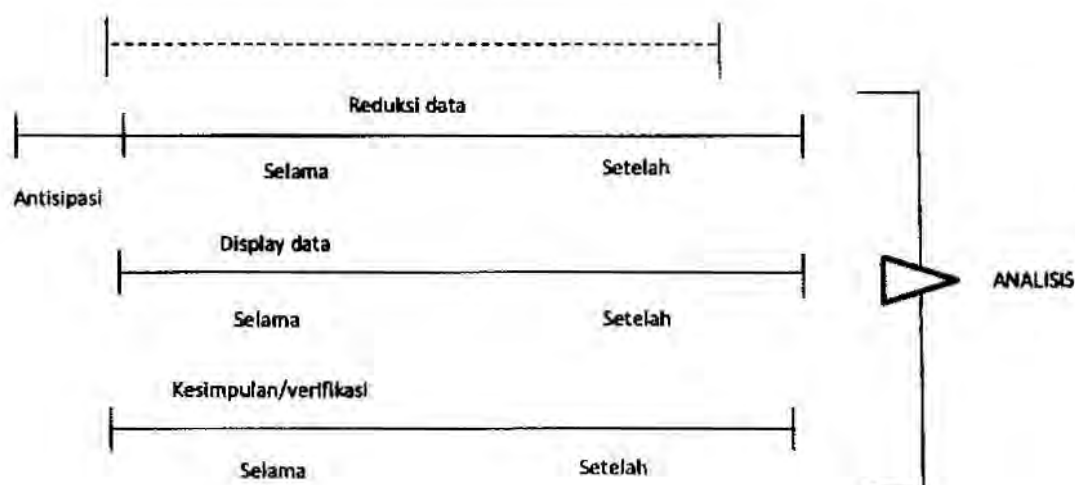 Reduksi data
Selama Setelah
Antisipasi
Display data
ANALISIS
Selama Setelah
Kesimpulan/verifikasi
Selama Setelah